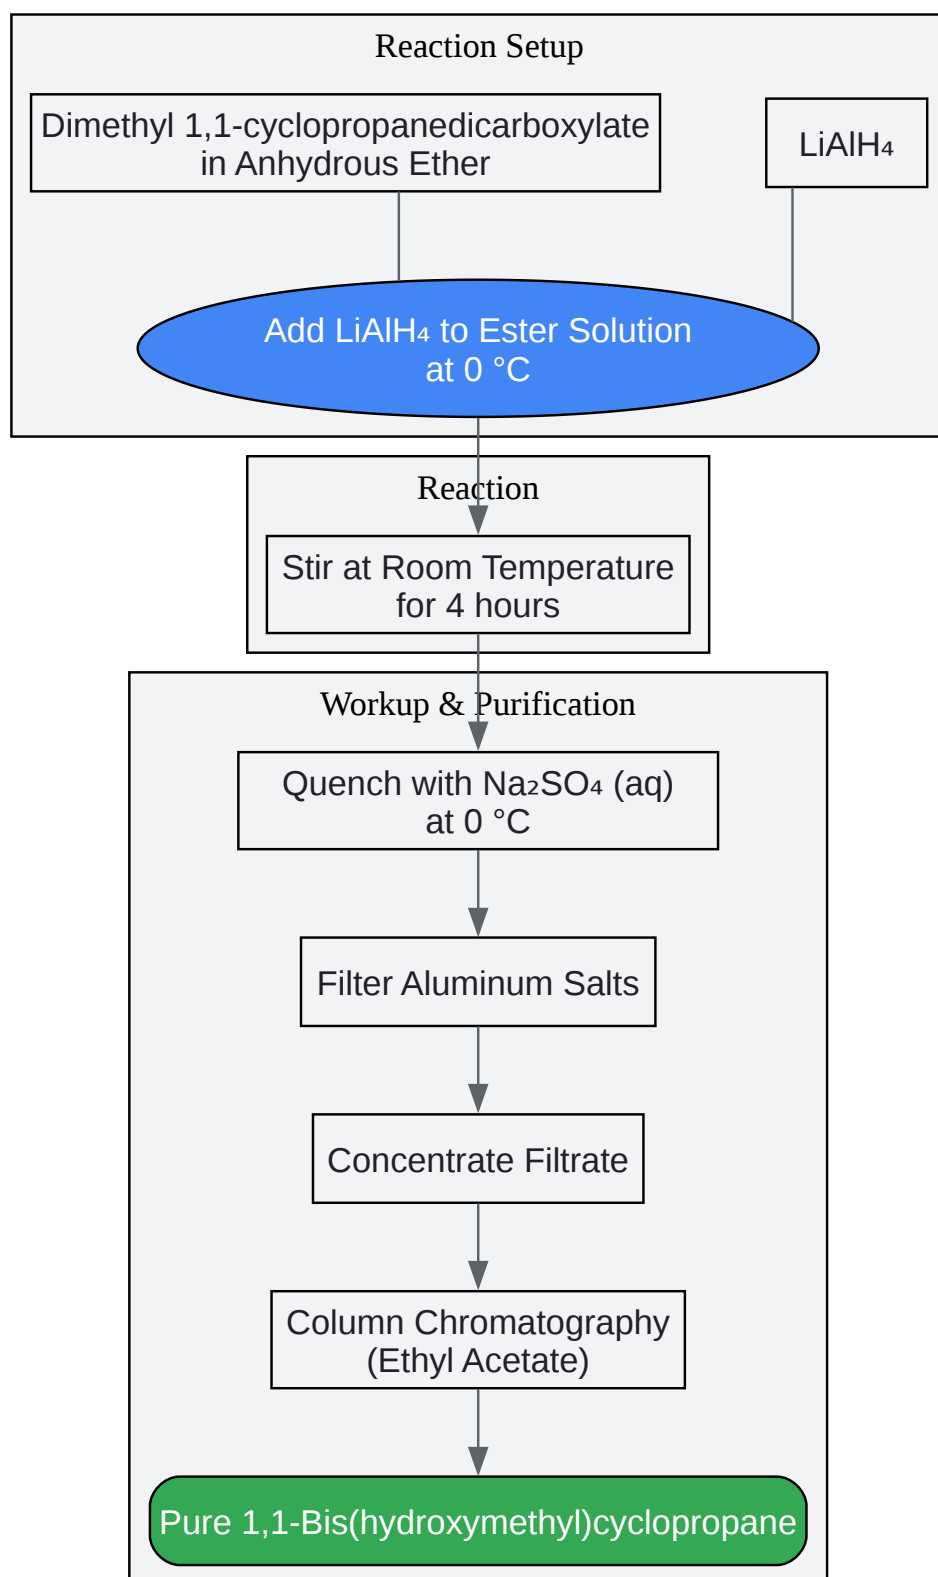 Reaction Setup
Dimethyl 1,1-cyclopropanedicarboxylate
in Anhydrous Ether
LiAlH₄
Add LiAlH₄ to Ester Solution
at 0 °C
Reaction
Stir at Room Temperature
for 4 hours
Workup & Purification
Quench with Na₂SO₄ (aq)
at 0 °C
Filter Aluminum Salts
Concentrate Filtrate
Column Chromatography
(Ethyl Acetate)
Pure 1,1-Bis(hydroxymethyl)cyclopropane